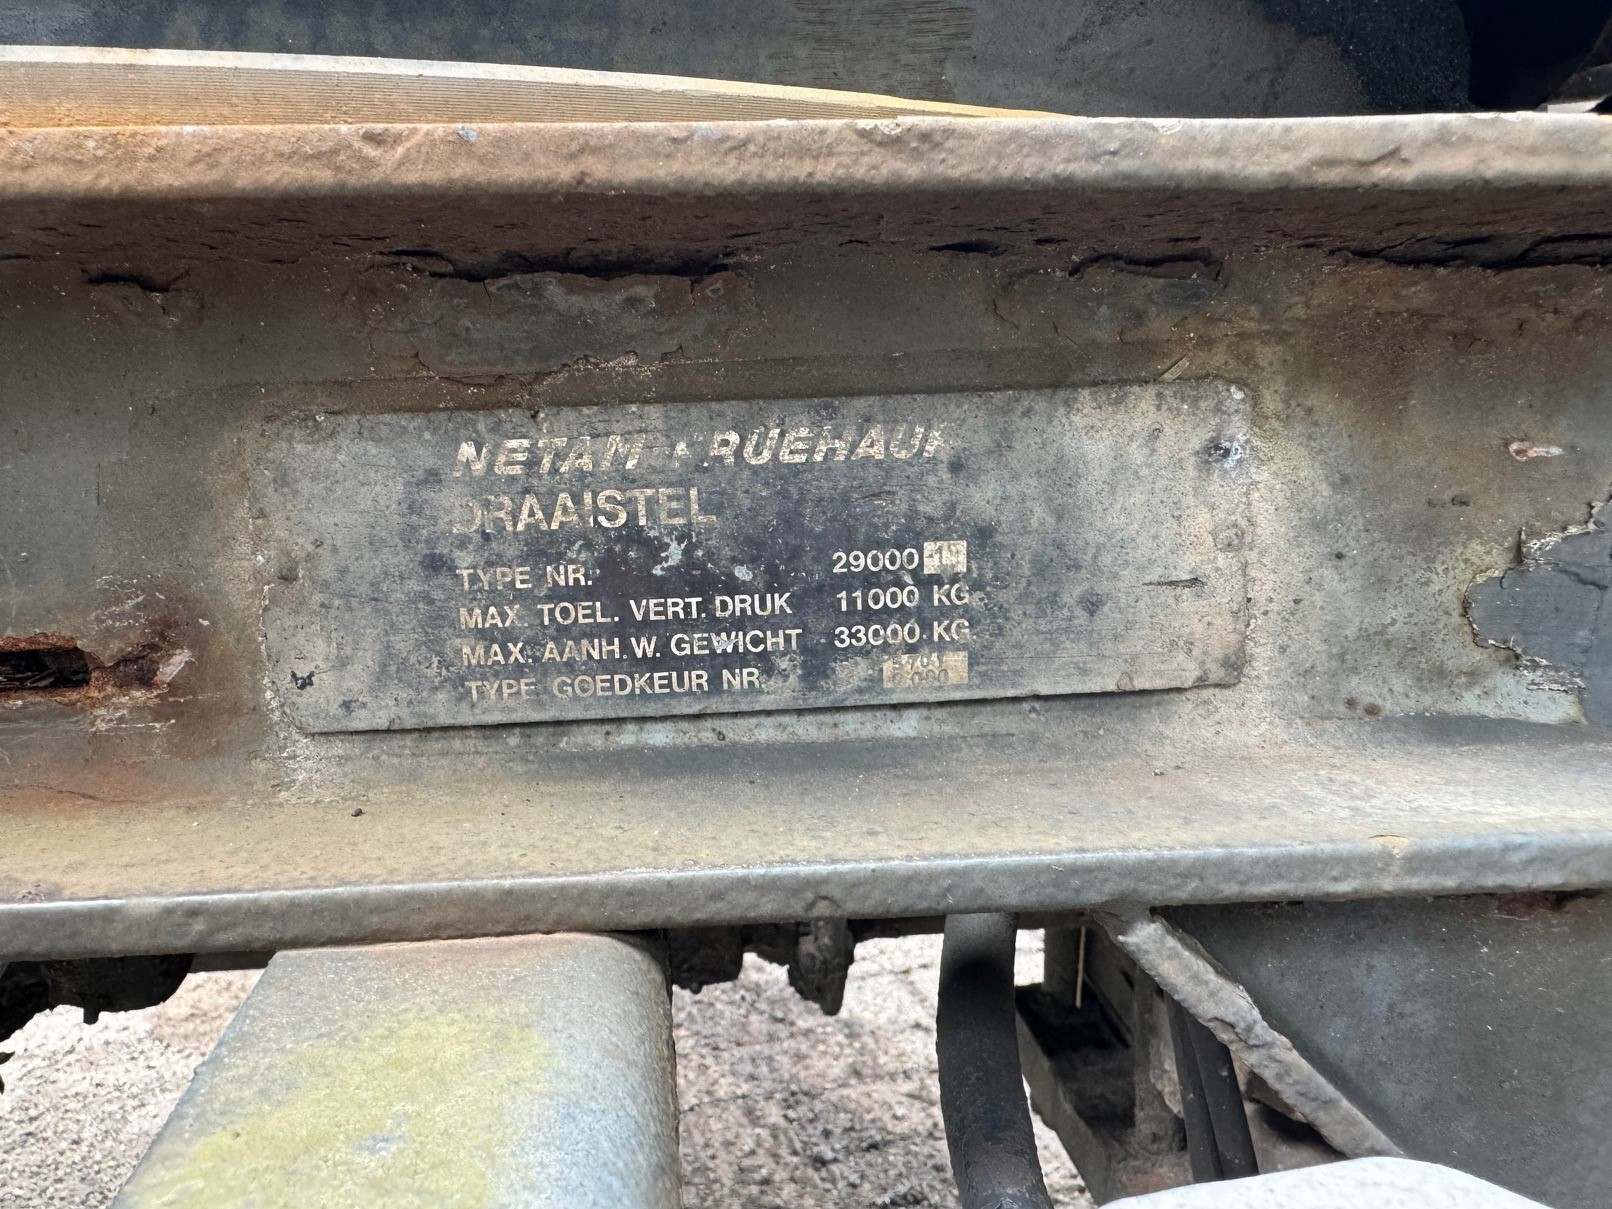 NETAM-FRUEHAUF
DRAAISTEL
TYPE NR. 29000
MAX. TOEL. VERT. DRUK 11000 KG
MAX. AANH. W. GEWICHT 33000 KG
TYPE GOEDKEUR NR.